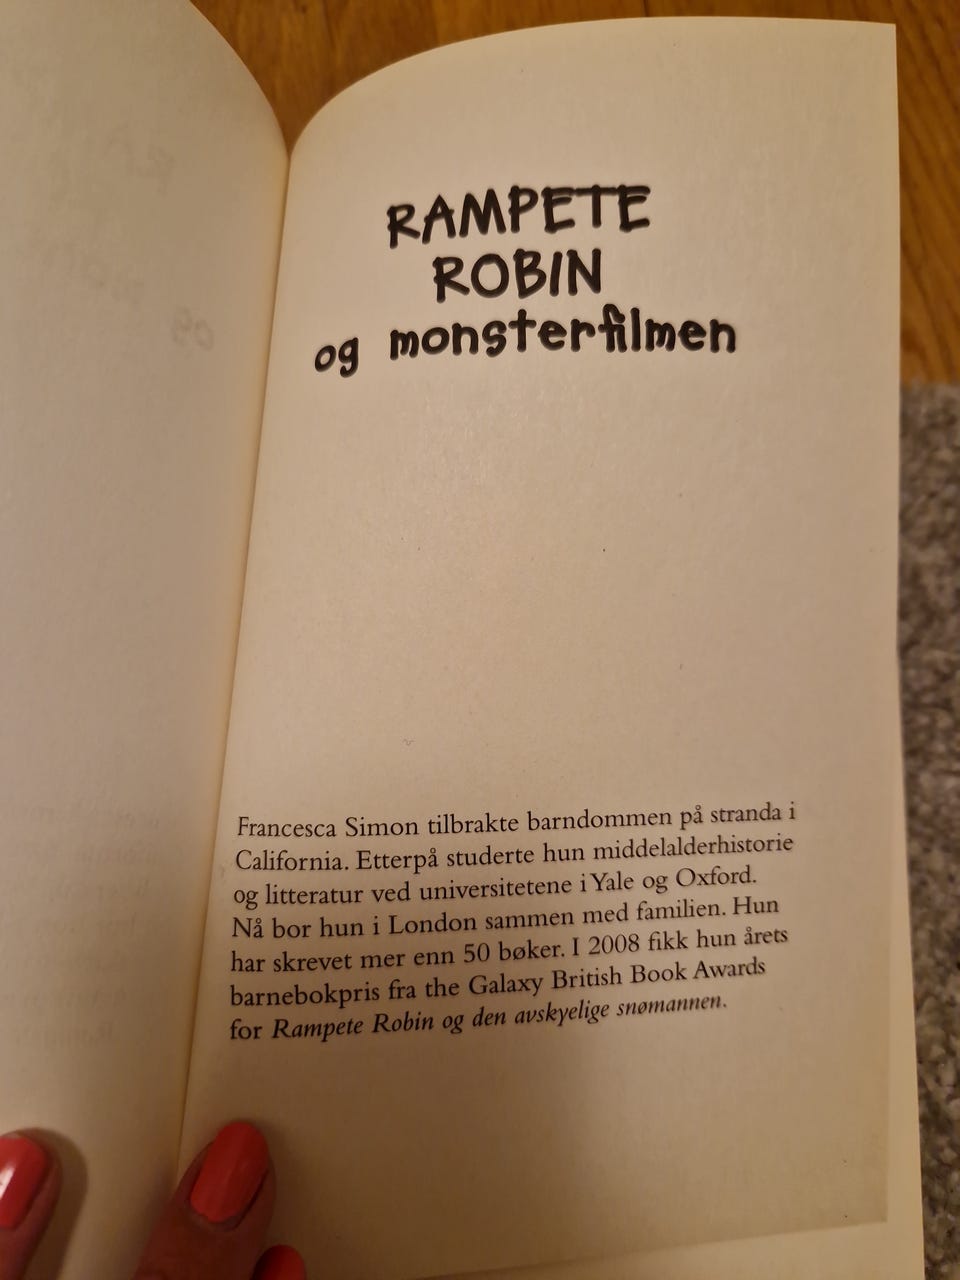 RAMPETE
ROBIN
og monsterfilmen
Francesca Simon tilbrakte barndommen på stranda i
California. Etterpå studerte hun middelalderhistorie
og litteratur ved universitetene i Yale og Oxford.
Nå bor hun i London sammen med familien. Hun
har skrevet mer enn 50 bøker. I 2008 fikk hun årets
barnebokpris fra the Galaxy British Book Awards
for Rampete Robin og den avskyelige snømannen.